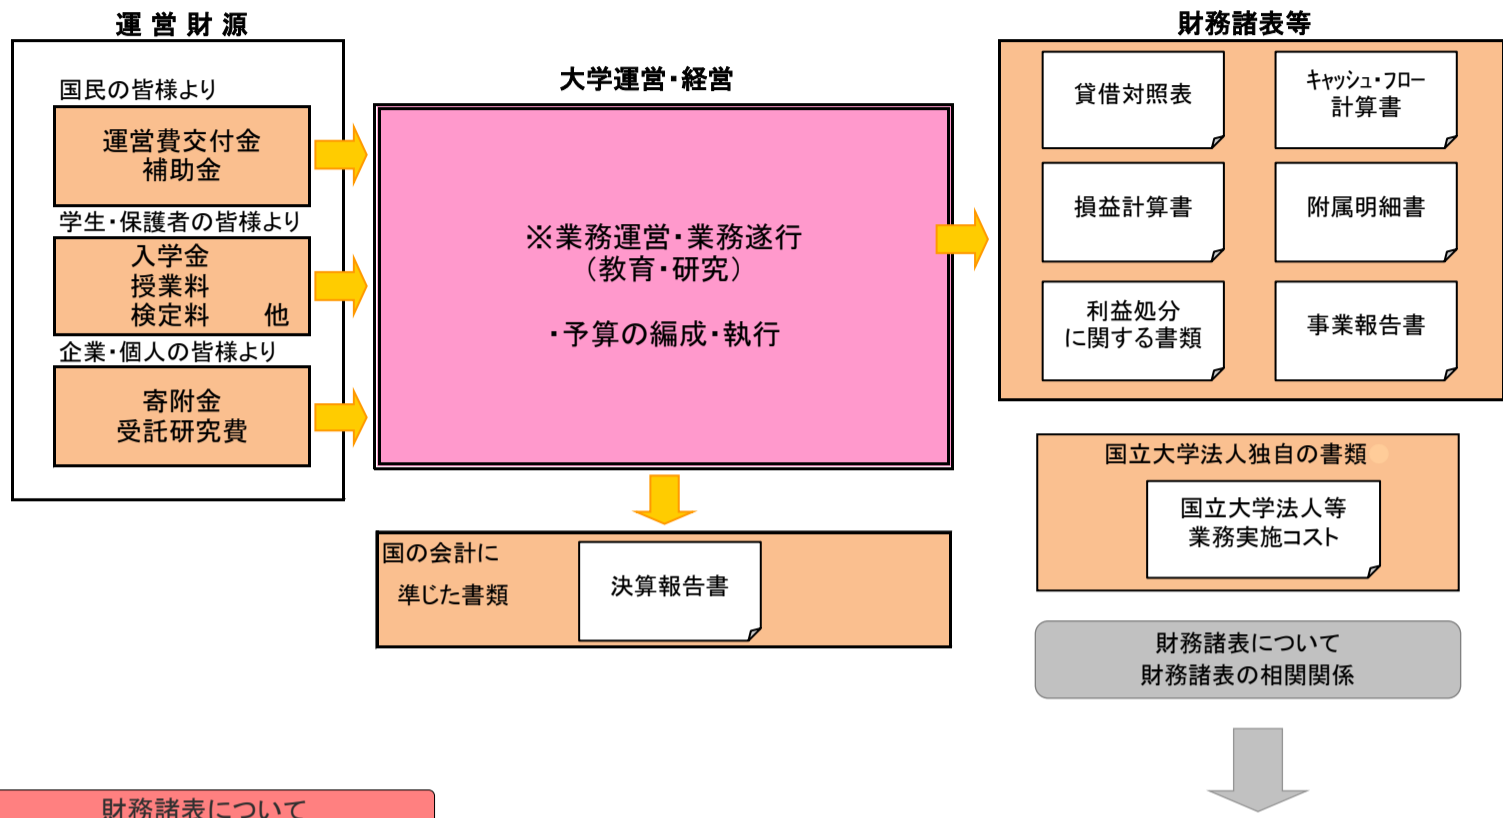 運営財源
国民の皆様より
運営費交付金
補助金
学生・保護者の皆様より
入学金
授業料
検定料　　他
企業・個人の皆様より
寄附金
受託研究費
大学運営・経営
※業務運営・業務遂行
（教育・研究）
・予算の編成・執行
国の会計に
準じた書類
決算報告書
財務諸表等
貸借対照表
キャッシュ・フロー
計算書
損益計算書
附属明細書
利益処分
に関する書類
事業報告書
国立大学法人独自の書類
国立大学法人等
業務実施コスト
財務諸表について
財務諸表の相関関係
財務諸表について